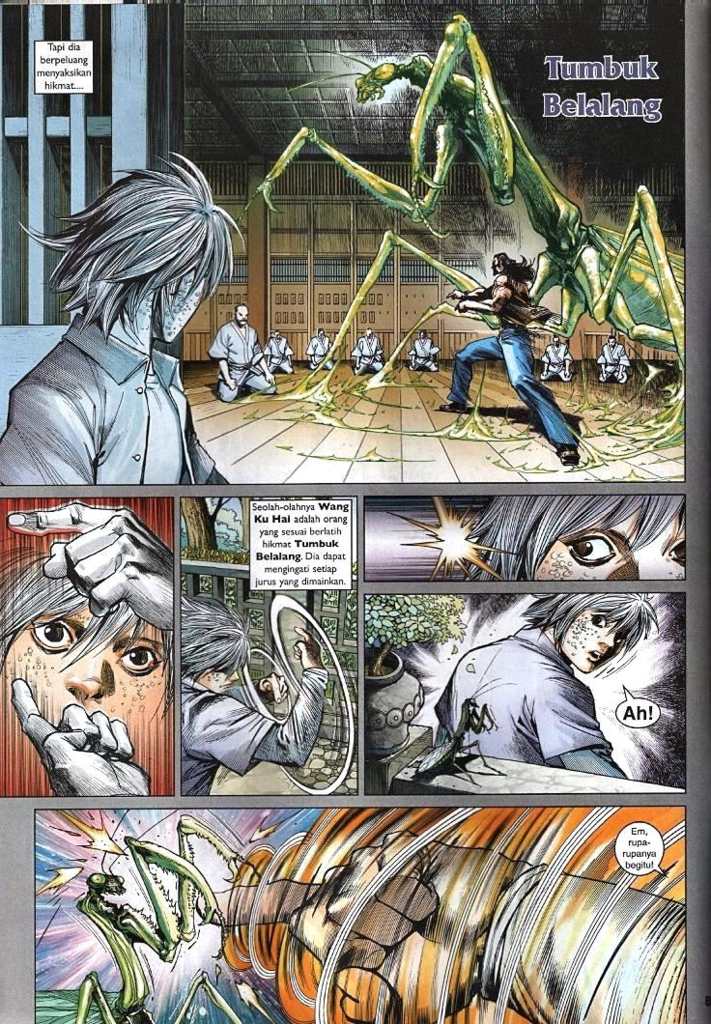 Tapi dia
berpeluang
menyaksikan
hikmat....
Tumbuk
Belalang
Seolah-olahnya Wang
Ku Hai adalah orang
yang sesuai berlatih
hikmat Tumbuk
Belalang. Dia dapat
mengingati setiap
jurus yang dimainkan.
Ah!
Em,
rupa-
rupanya
begitu!